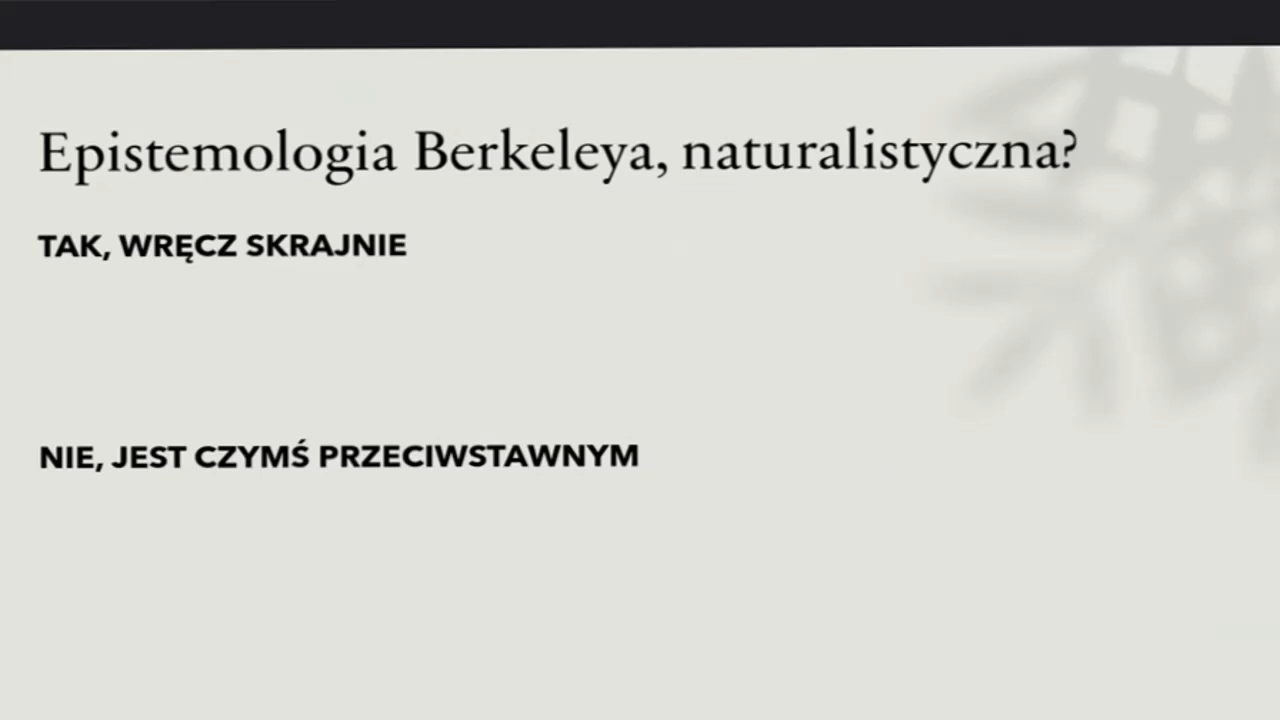 Epistemologia Berkeleya, naturalistyczna?
TAK, WRĘCZ SKRAJNIE
NIE, JEST CZYMŚ PRZECIWSTAWNYM